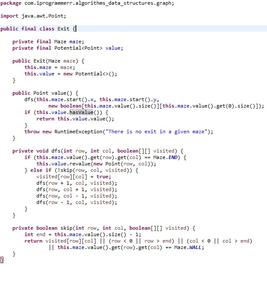 package com.iprogrammerr.algorithms_data_structures.graph;
import java.awt.Point;
public final class Exit {
private final Maze maze;
private final Potential<Point> value;
public Exit(Maze maze) {
this.maze = maze;
this.value = new Potential<>();
}
public Point value() {
dfs(this.maze.start().x, this.maze.start().y,
new boolean[this.maze.value().size()][this.maze.value().get(0).size()]);
if (this.value.hasValue()) {
return this.value.value();
}
throw new RuntimeException("There is no exit in a given maze");
}
private void dfs(int row, int col, boolean[][] visited) {
if (this.maze.value().get(row).get(col) == Maze.END) {
this.value.revalue(new Point(row, col));
} else if (!skip(row, col, visited)) {
visited[row][col] = true;
dfs(row + 1, col, visited);
dfs(row, col + 1, visited);
dfs(row, col - 1, visited);
dfs(row - 1, col, visited);
}
}
private boolean skip(int row, int col, boolean[][] visited) {
int end = this.maze.value().size() - 1;
return visited[row][col] || (row < 0 || row > end) || (col < 0 || col > end)
|| this.maze.value().get(row).get(col) == Maze.WALL;
}
}